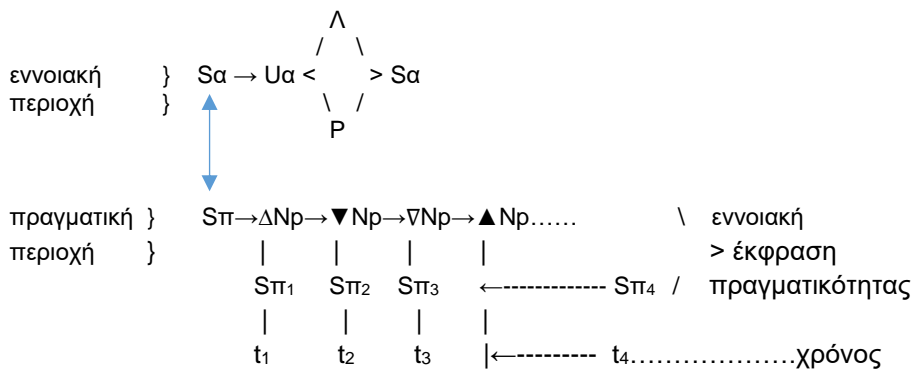 Λ
/ \
εννοιακή } Sα → Uα < > Sα
περιοχή } \ /
Ρ
πραγματική } Sπ→△Np→▼Np→∇Np→▲Np...... \ εννοιακή
περιοχή } | | | | > έκφραση
Sπ₁ Sπ₂ Sπ₃ ←------------- Sπ₄ / πραγματικότητας
| | | |
t₁ t₂ t₃ |←--------- t₄...................χρόνος